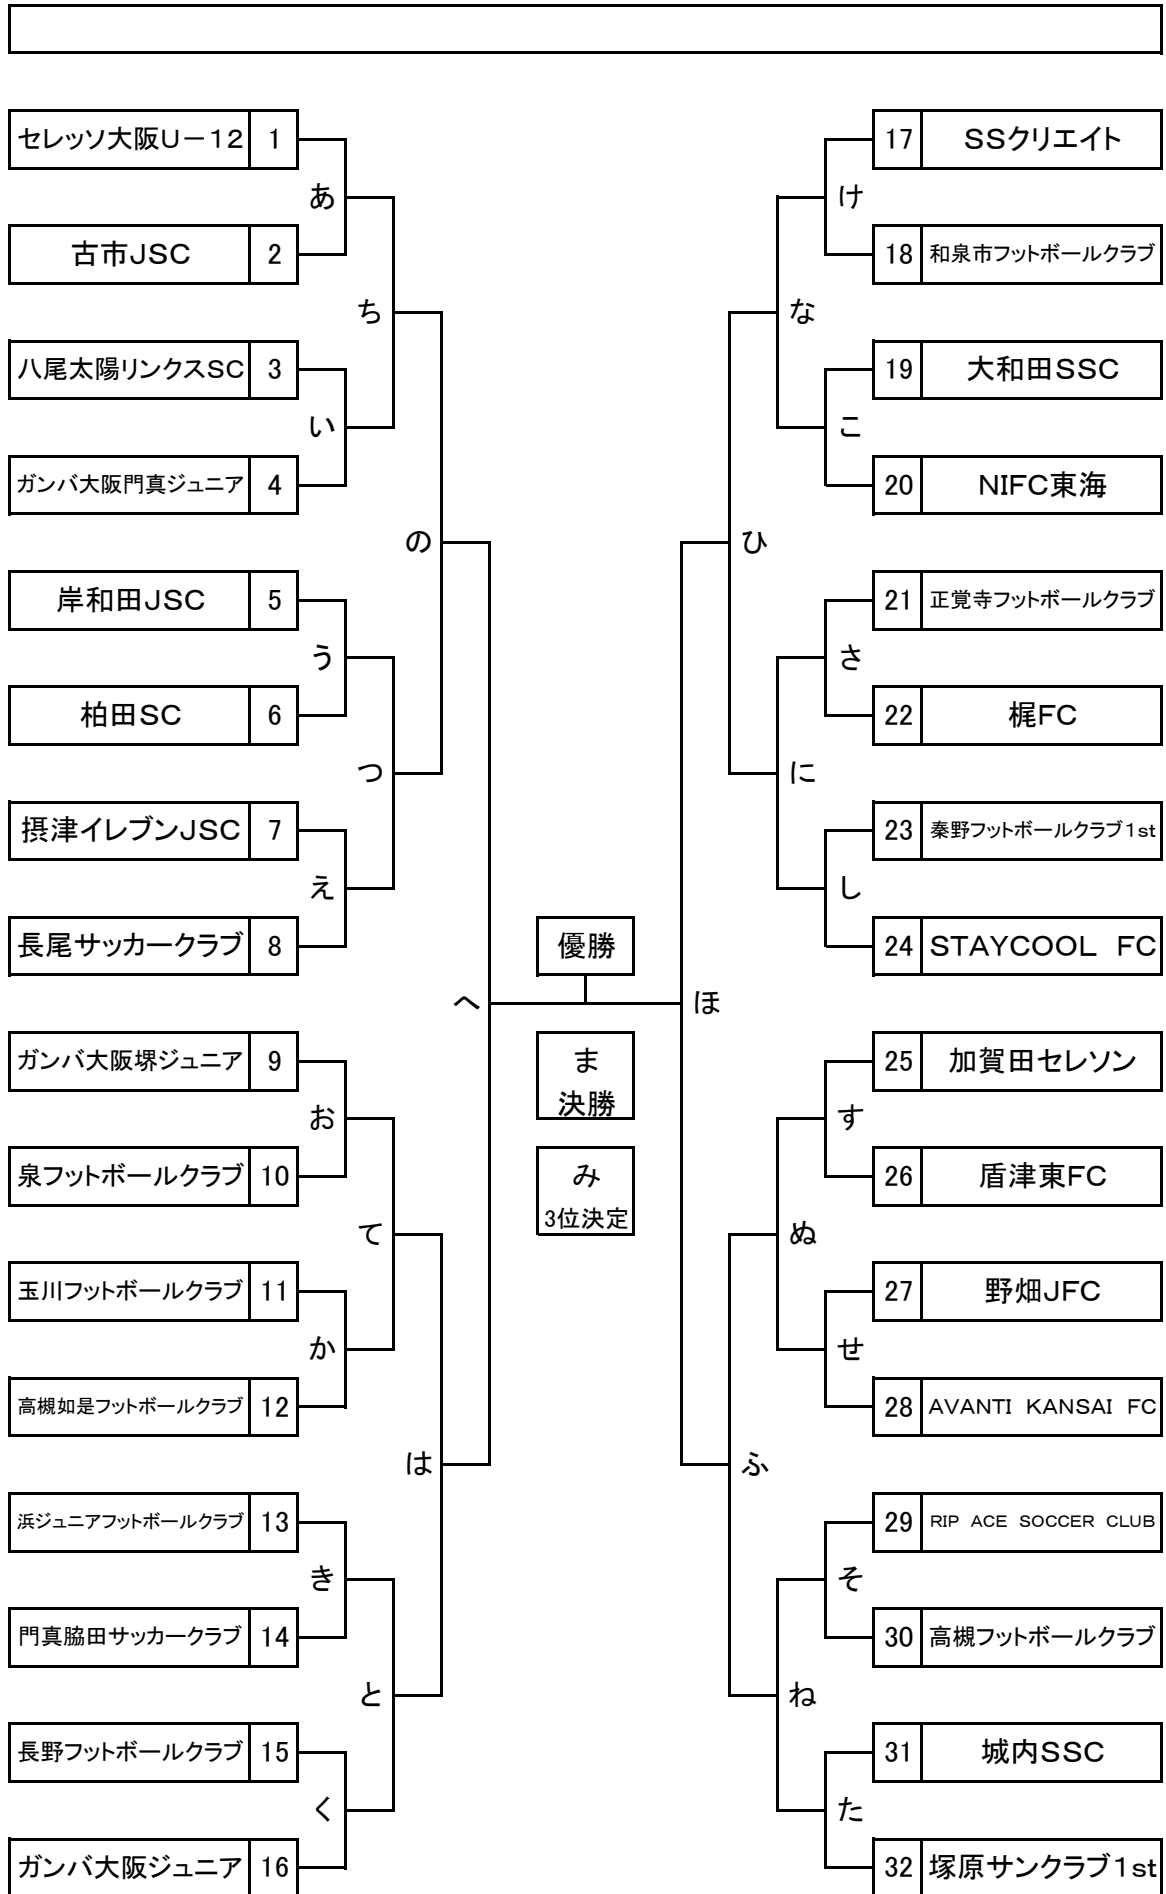 セレッソ大阪U－12 1
あ
古市JSC 2
ち
八尾太陽リンクスSC 3
い
ガンバ大阪門真ジュニア 4
の
岸和田JSC 5
う
柏田SC 6
つ
摂津イレブンJSC 7
え
長尾サッカークラブ 8
へ
ガンバ大阪堺ジュニア 9
お
泉フットボールクラブ 10
て
玉川フットボールクラブ 11
か
高槻如是フットボールクラブ 12
は
浜ジュニアフットボールクラブ 13
き
門真脇田サッカークラブ 14
と
長野フットボールクラブ 15
く
ガンバ大阪ジュニア 16
優勝
ま
決勝
み
3位決定
17 SSクリエイト
け
18 和泉市フットボールクラブ
な
19 大和田SSC
こ
20 NIFC東海
ひ
21 正覚寺フットボールクラブ
さ
22 梶FC
に
23 秦野フットボールクラブ1st
し
24 STAYCOOL FC
ほ
25 加賀田セレソン
す
26 盾津東FC
ぬ
27 野畑JFC
せ
28 AVANTI KANSAI FC
ふ
29 RIP ACE SOCCER CLUB
そ
30 高槻フットボールクラブ
ね
31 城内SSC
た
32 塚原サンクラブ1st